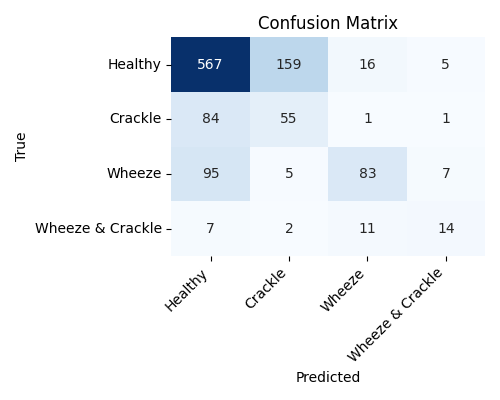 Confusion Matrix
True
Healthy 567 159 16 5
Crackle 84 55 1 1
Wheeze 95 5 83 7
Wheeze & Crackle 7 2 11 14
Healthy Crackle Wheeze Wheeze & Crackle
Predicted